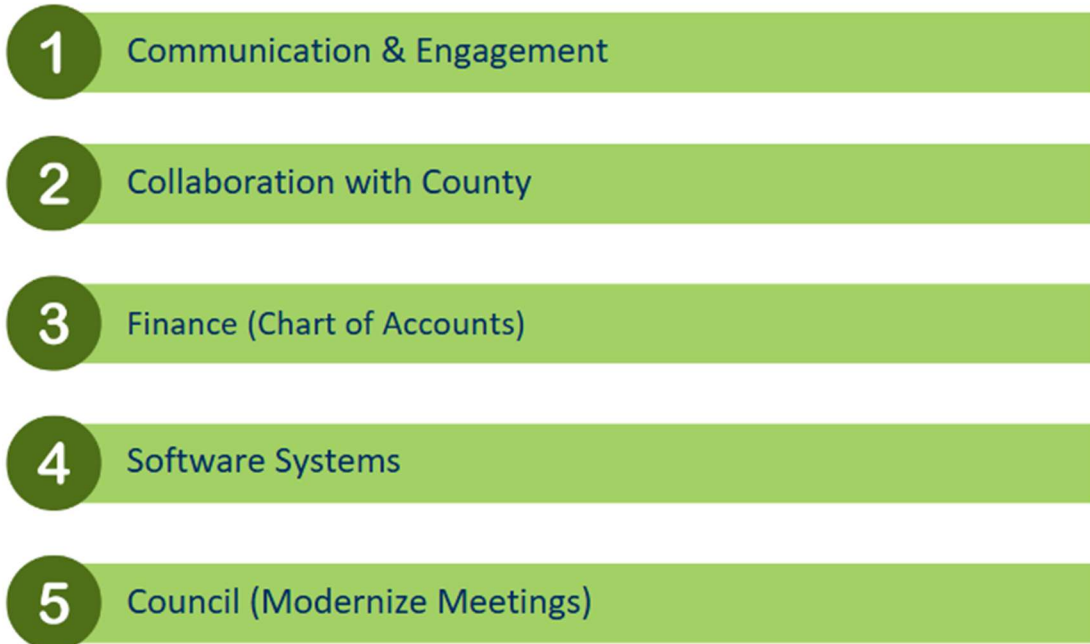 1 Communication & Engagement
2 Collaboration with County
3 Finance (Chart of Accounts)
4 Software Systems
5 Council (Modernize Meetings)